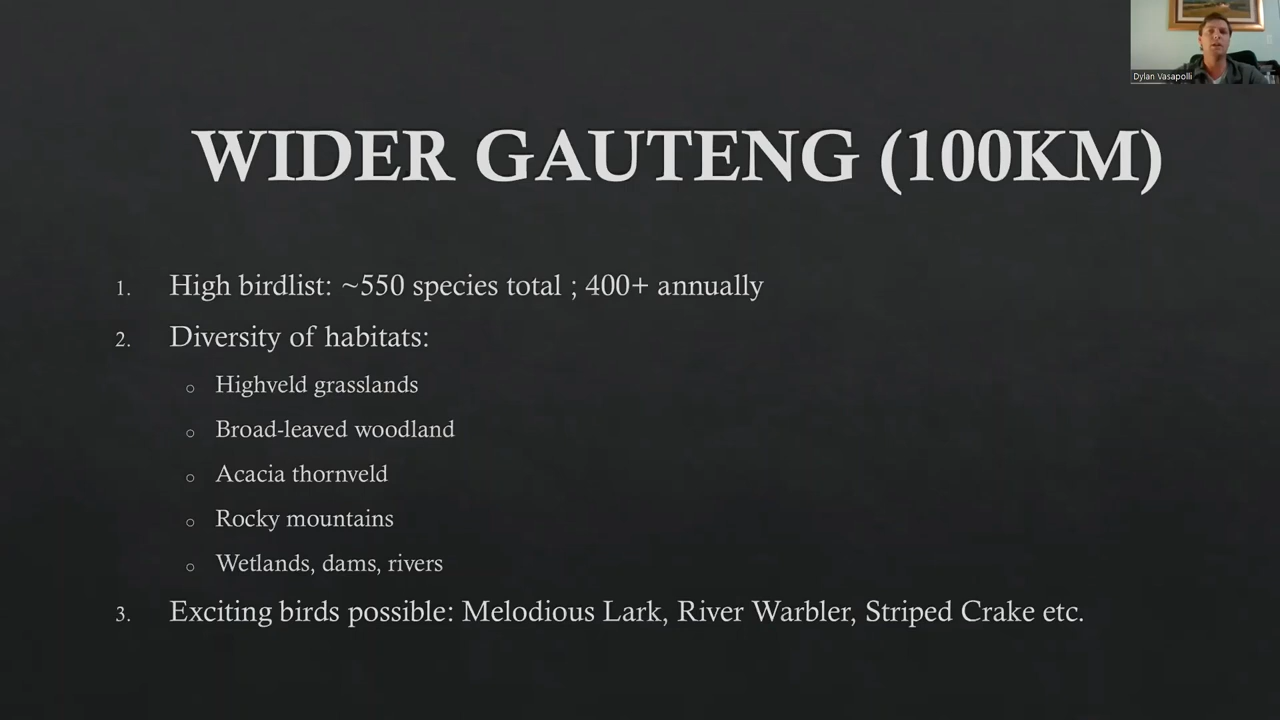 Dylan Vasapolli
WIDER GAUTENG (100KM)
1. High birdlist: ~550 species total ; 400+ annually
2. Diversity of habitats:
○ Highveld grasslands
○ Broad-leaved woodland
○ Acacia thornveld
○ Rocky mountains
○ Wetlands, dams, rivers
3. Exciting birds possible: Melodious Lark, River Warbler, Striped Crake etc.